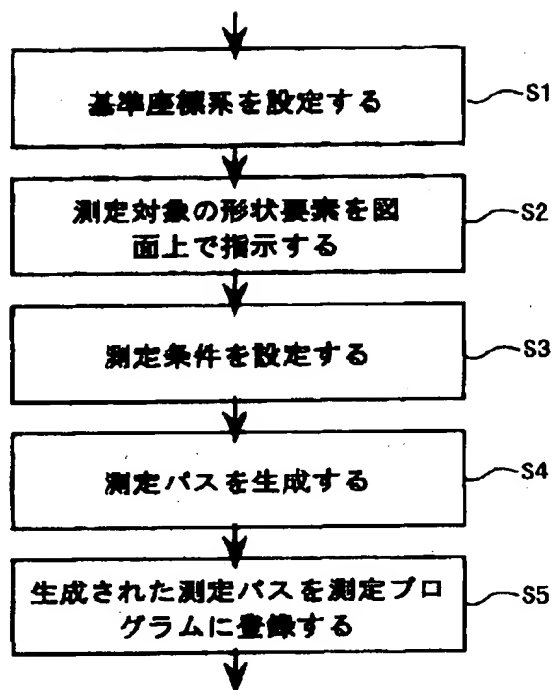 基準座標系を設定する
S1
測定対象の形状要素を図
面上で指示する
S2
測定条件を設定する
S3
測定パスを生成する
S4
生成された測定パスを測定プロ
グラムに登録する
S5